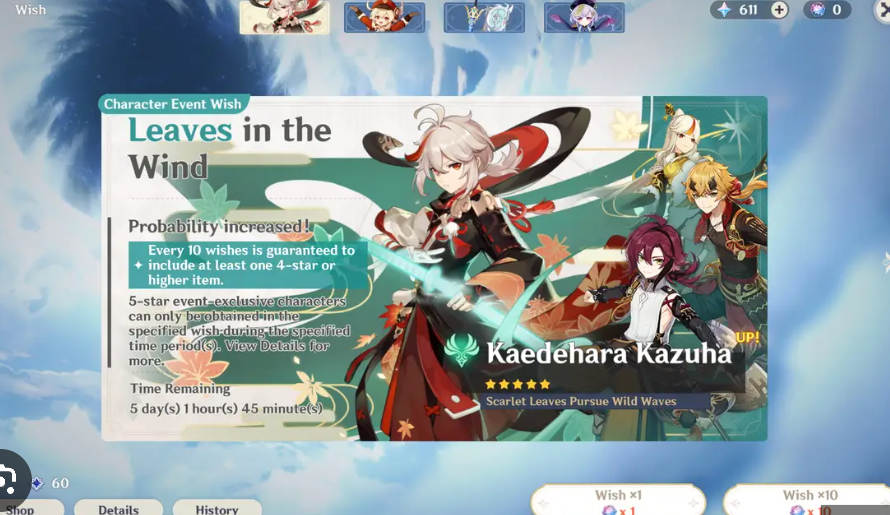 Wish
611
0
Character Event Wish
Leaves in the
Wind
Probability increased!
Every 10 wishes is guaranteed to
include at least one 4-star or
higher item.
5-star event-exclusive characters
can only be obtained in the
specified wish during the specified
time period(s). View Details for
more.
Time Remaining
5 day(s) 1 hour(s) 45 minute(s)
UP!
Kaedehara Kazuha
Scarlet Leaves Pursue Wild Waves
60
Shop
Details
History
Wish ×1
x 1
Wish ×10
x 10